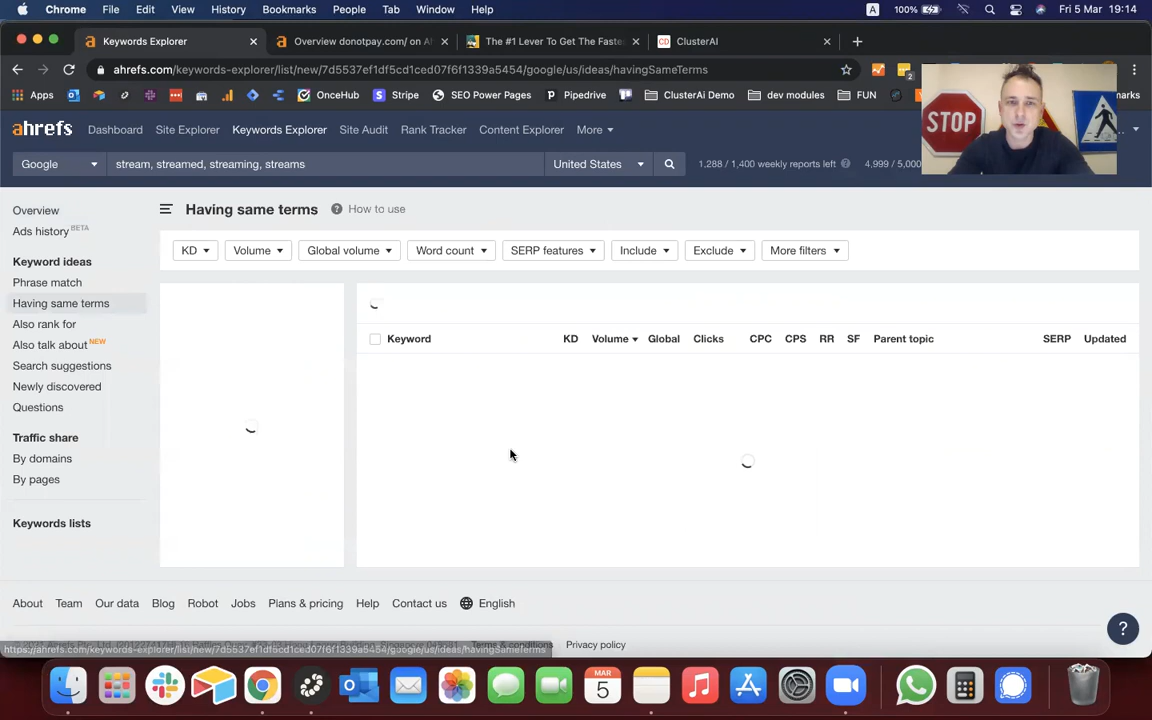 Chrome File Edit View History Bookmarks People Tab Window Help A 100% Fri 5 Mar 19:14
Keywords Explorer Overview donotpay.com/ on A The #1 Lever To Get The Faste CD ClusterAI
ahrefs.com/keywords-explorer/list/new/7d5537ef1df5cd1ced07f6f1339a5454/google/us/ideas/havingSameTerms 2
Apps OnceHub Stripe SEO Power Pages Pipedrive ClusterAi Demo dev modules FUN marks
STOP
ahrefs Dashboard Site Explorer Keywords Explorer Site Audit Rank Tracker Content Explorer More
Google stream, streamed, streaming, streams United States 1,288 / 1,400 weekly reports left 4,999 / 5,000
Overview Having same terms How to use
Ads history BETA
Keyword ideas KD Volume Global volume Word count SERP features Include Exclude More filters
Phrase match
Having same terms
Also rank for Keyword KD Volume Global Clicks CPC CPS RR SF Parent topic SERP Updated
Also talk about NEW
Search suggestions
Newly discovered
Questions
Traffic share
By domains
By pages
Keywords lists
About Team Our data Blog Robot Jobs Plans & pricing Help Contact us English
Terms & conditions Privacy policy
https://ahrefs.com/keywords-explorer/list/new/7d5537ef1df5cd1ced07f6f1339a5454/google/us/ideas/havingSameTerms
?
MAR
5